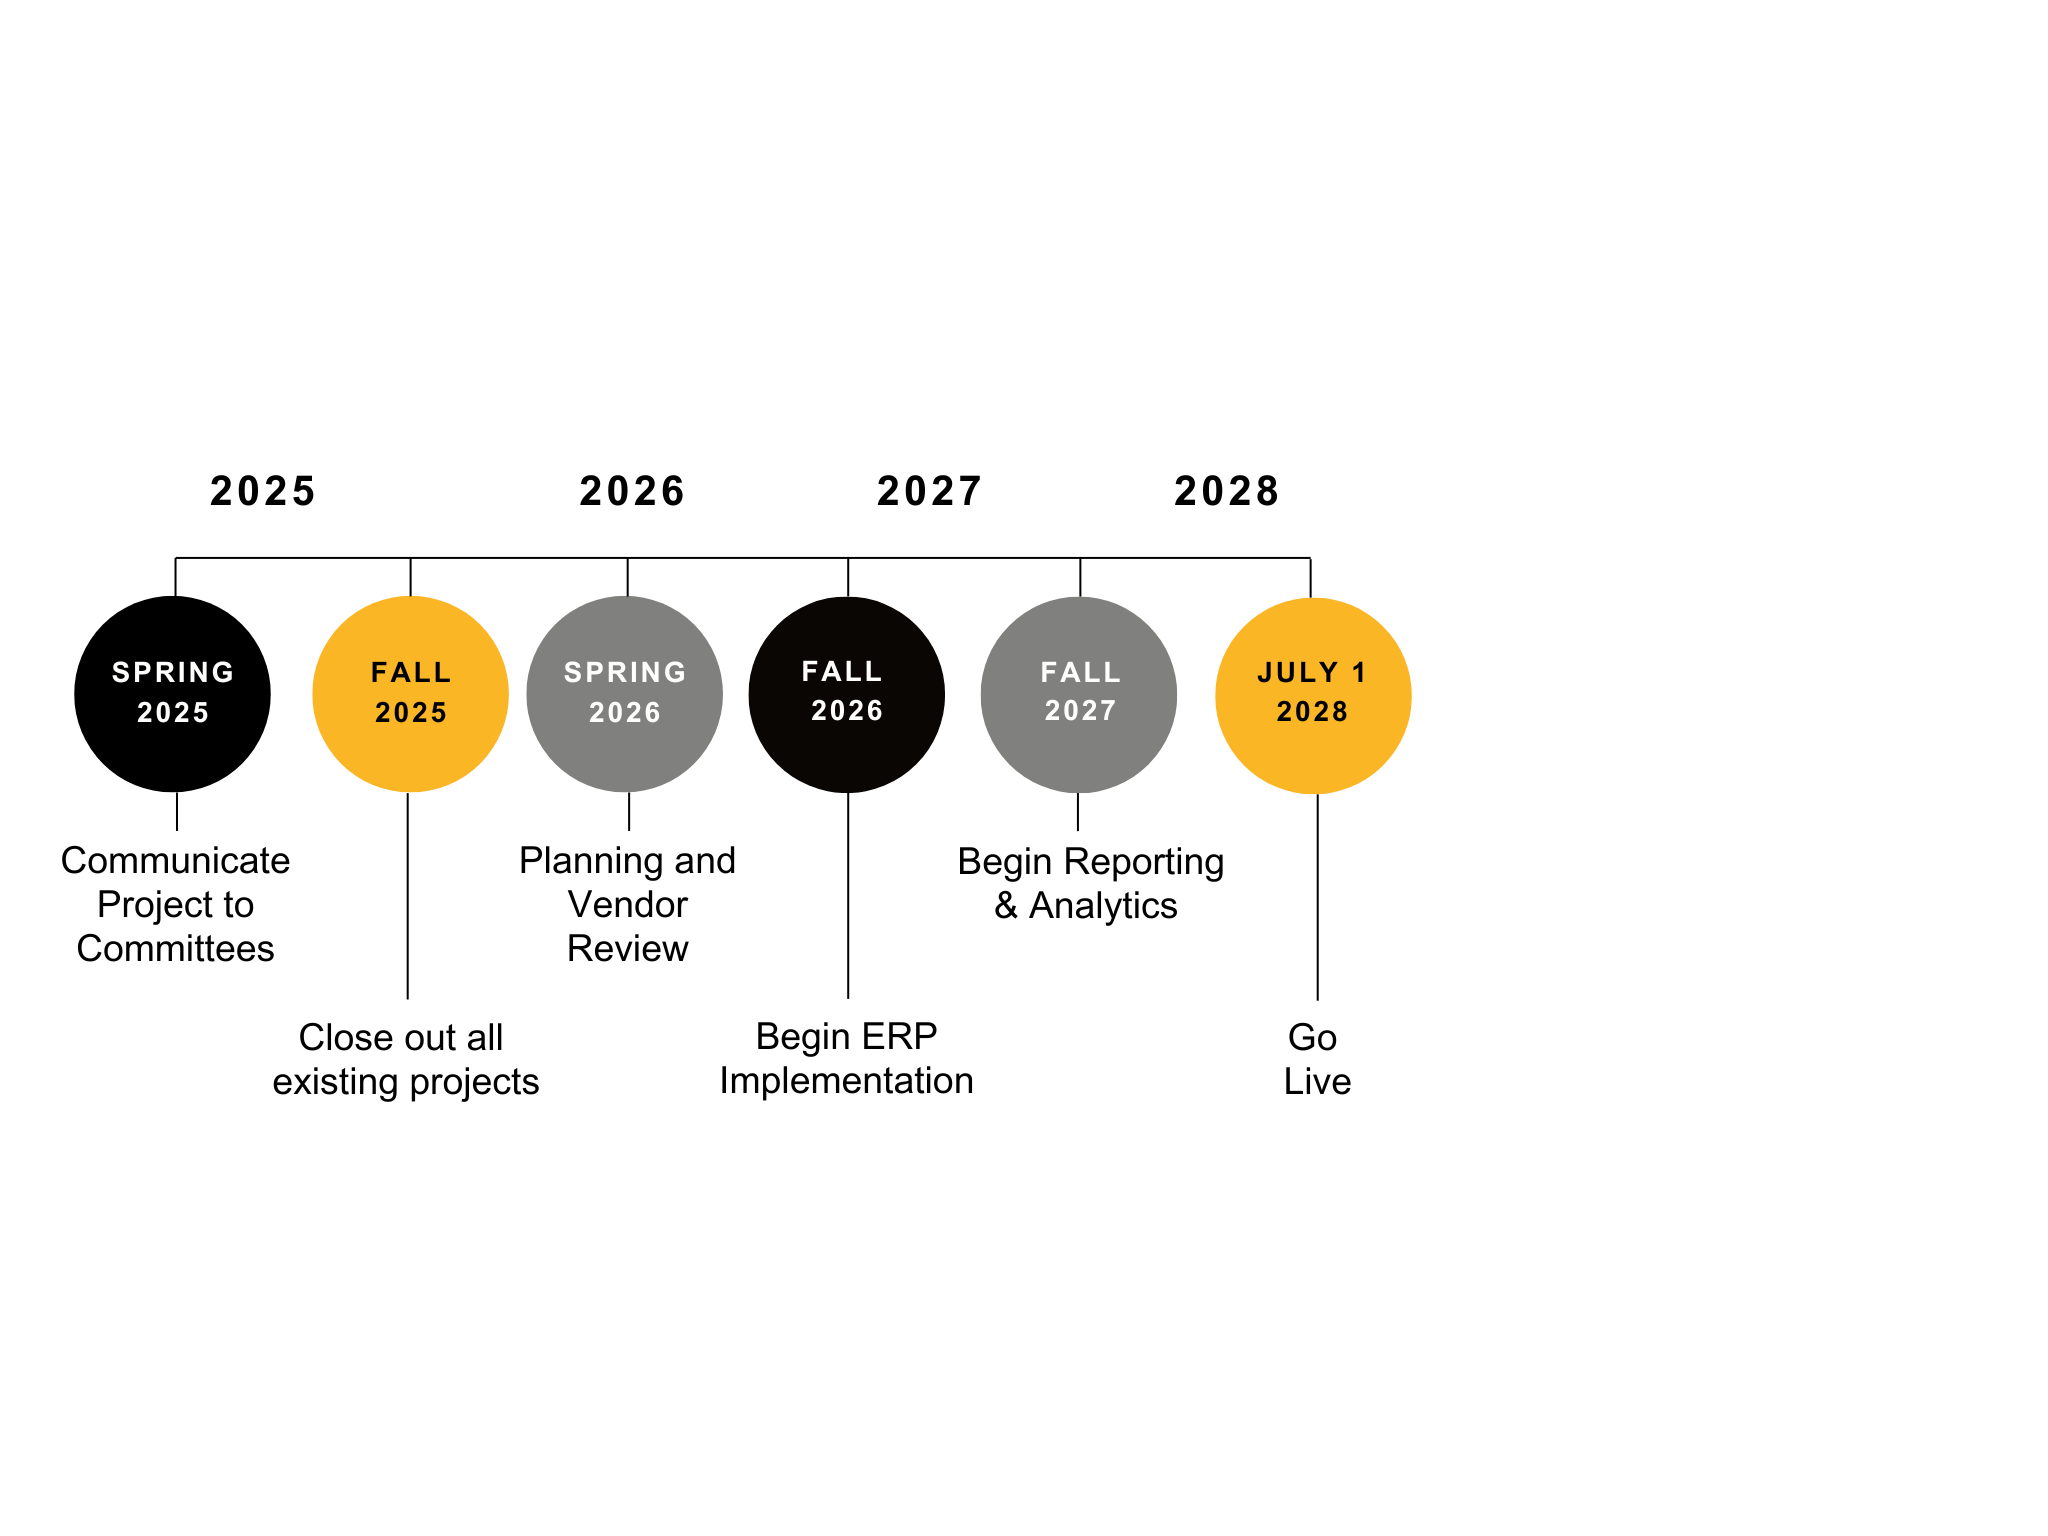 2025
2026
2027
2028
SPRING
2025
FALL
2025
SPRING
2026
FALL
2026
FALL
2027
JULY 1
2028
Communicate
Project to
Committees
Close out all
existing projects
Planning and
Vendor
Review
Begin ERP
Implementation
Begin Reporting
& Analytics
Go
Live